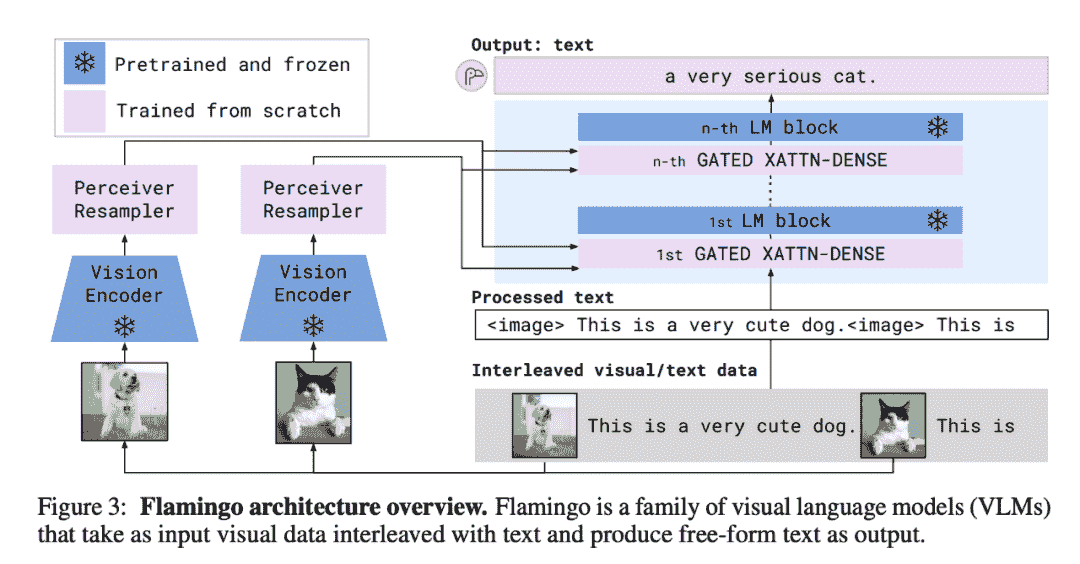 Pretrained and frozen
Trained from scratch
Output: text
a very serious cat.
n-th LM block
n-th GATED XATTN-DENSE
1st LM block
1st GATED XATTN-DENSE
Perceiver
Resampler
Perceiver
Resampler
Vision
Encoder
Vision
Encoder
Processed text
<image> This is a very cute dog.<image> This is
Interleaved visual/text data
This is a very cute dog.
This is
Figure 3: Flamingo architecture overview. Flamingo is a family of visual language models (VLMs)
that take as input visual data interleaved with text and produce free-form text as output.